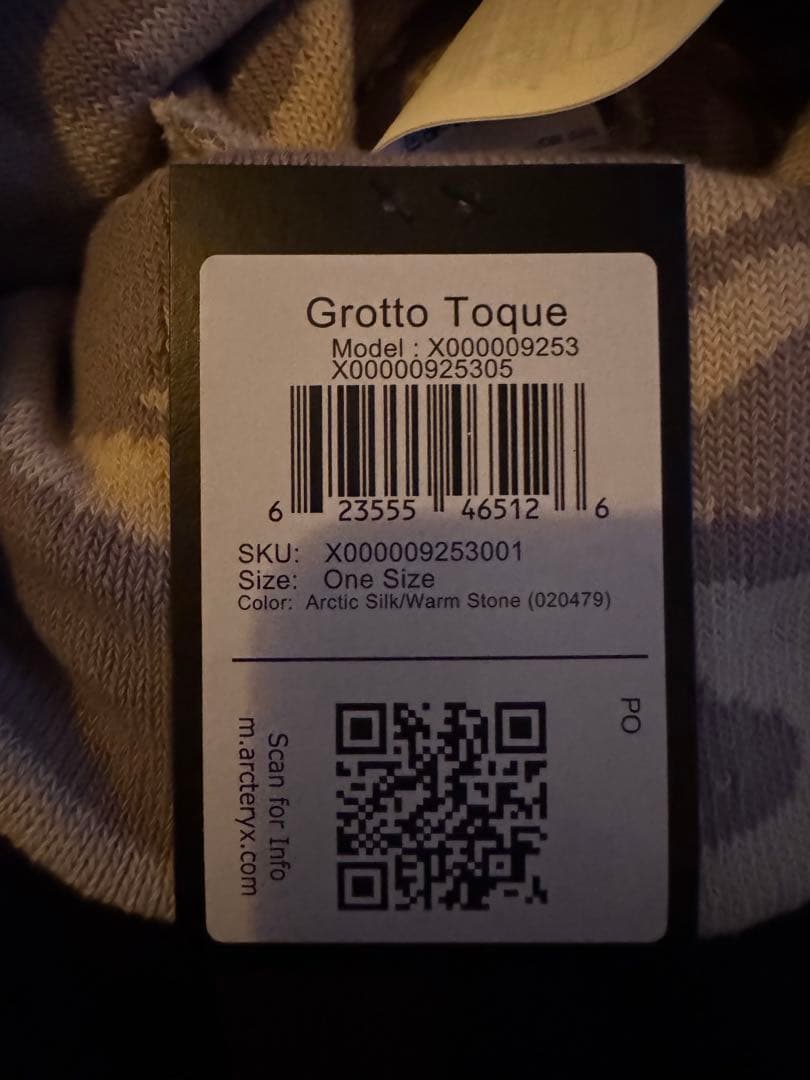 Grotto Toque
Model : X000009253
X00000925305
6 23555 46512 6
SKU: X000009253001
Size: One Size
Color: Arctic Silk/Warm Stone (020479)
PO
Scan for Info
m.arcteryx.com